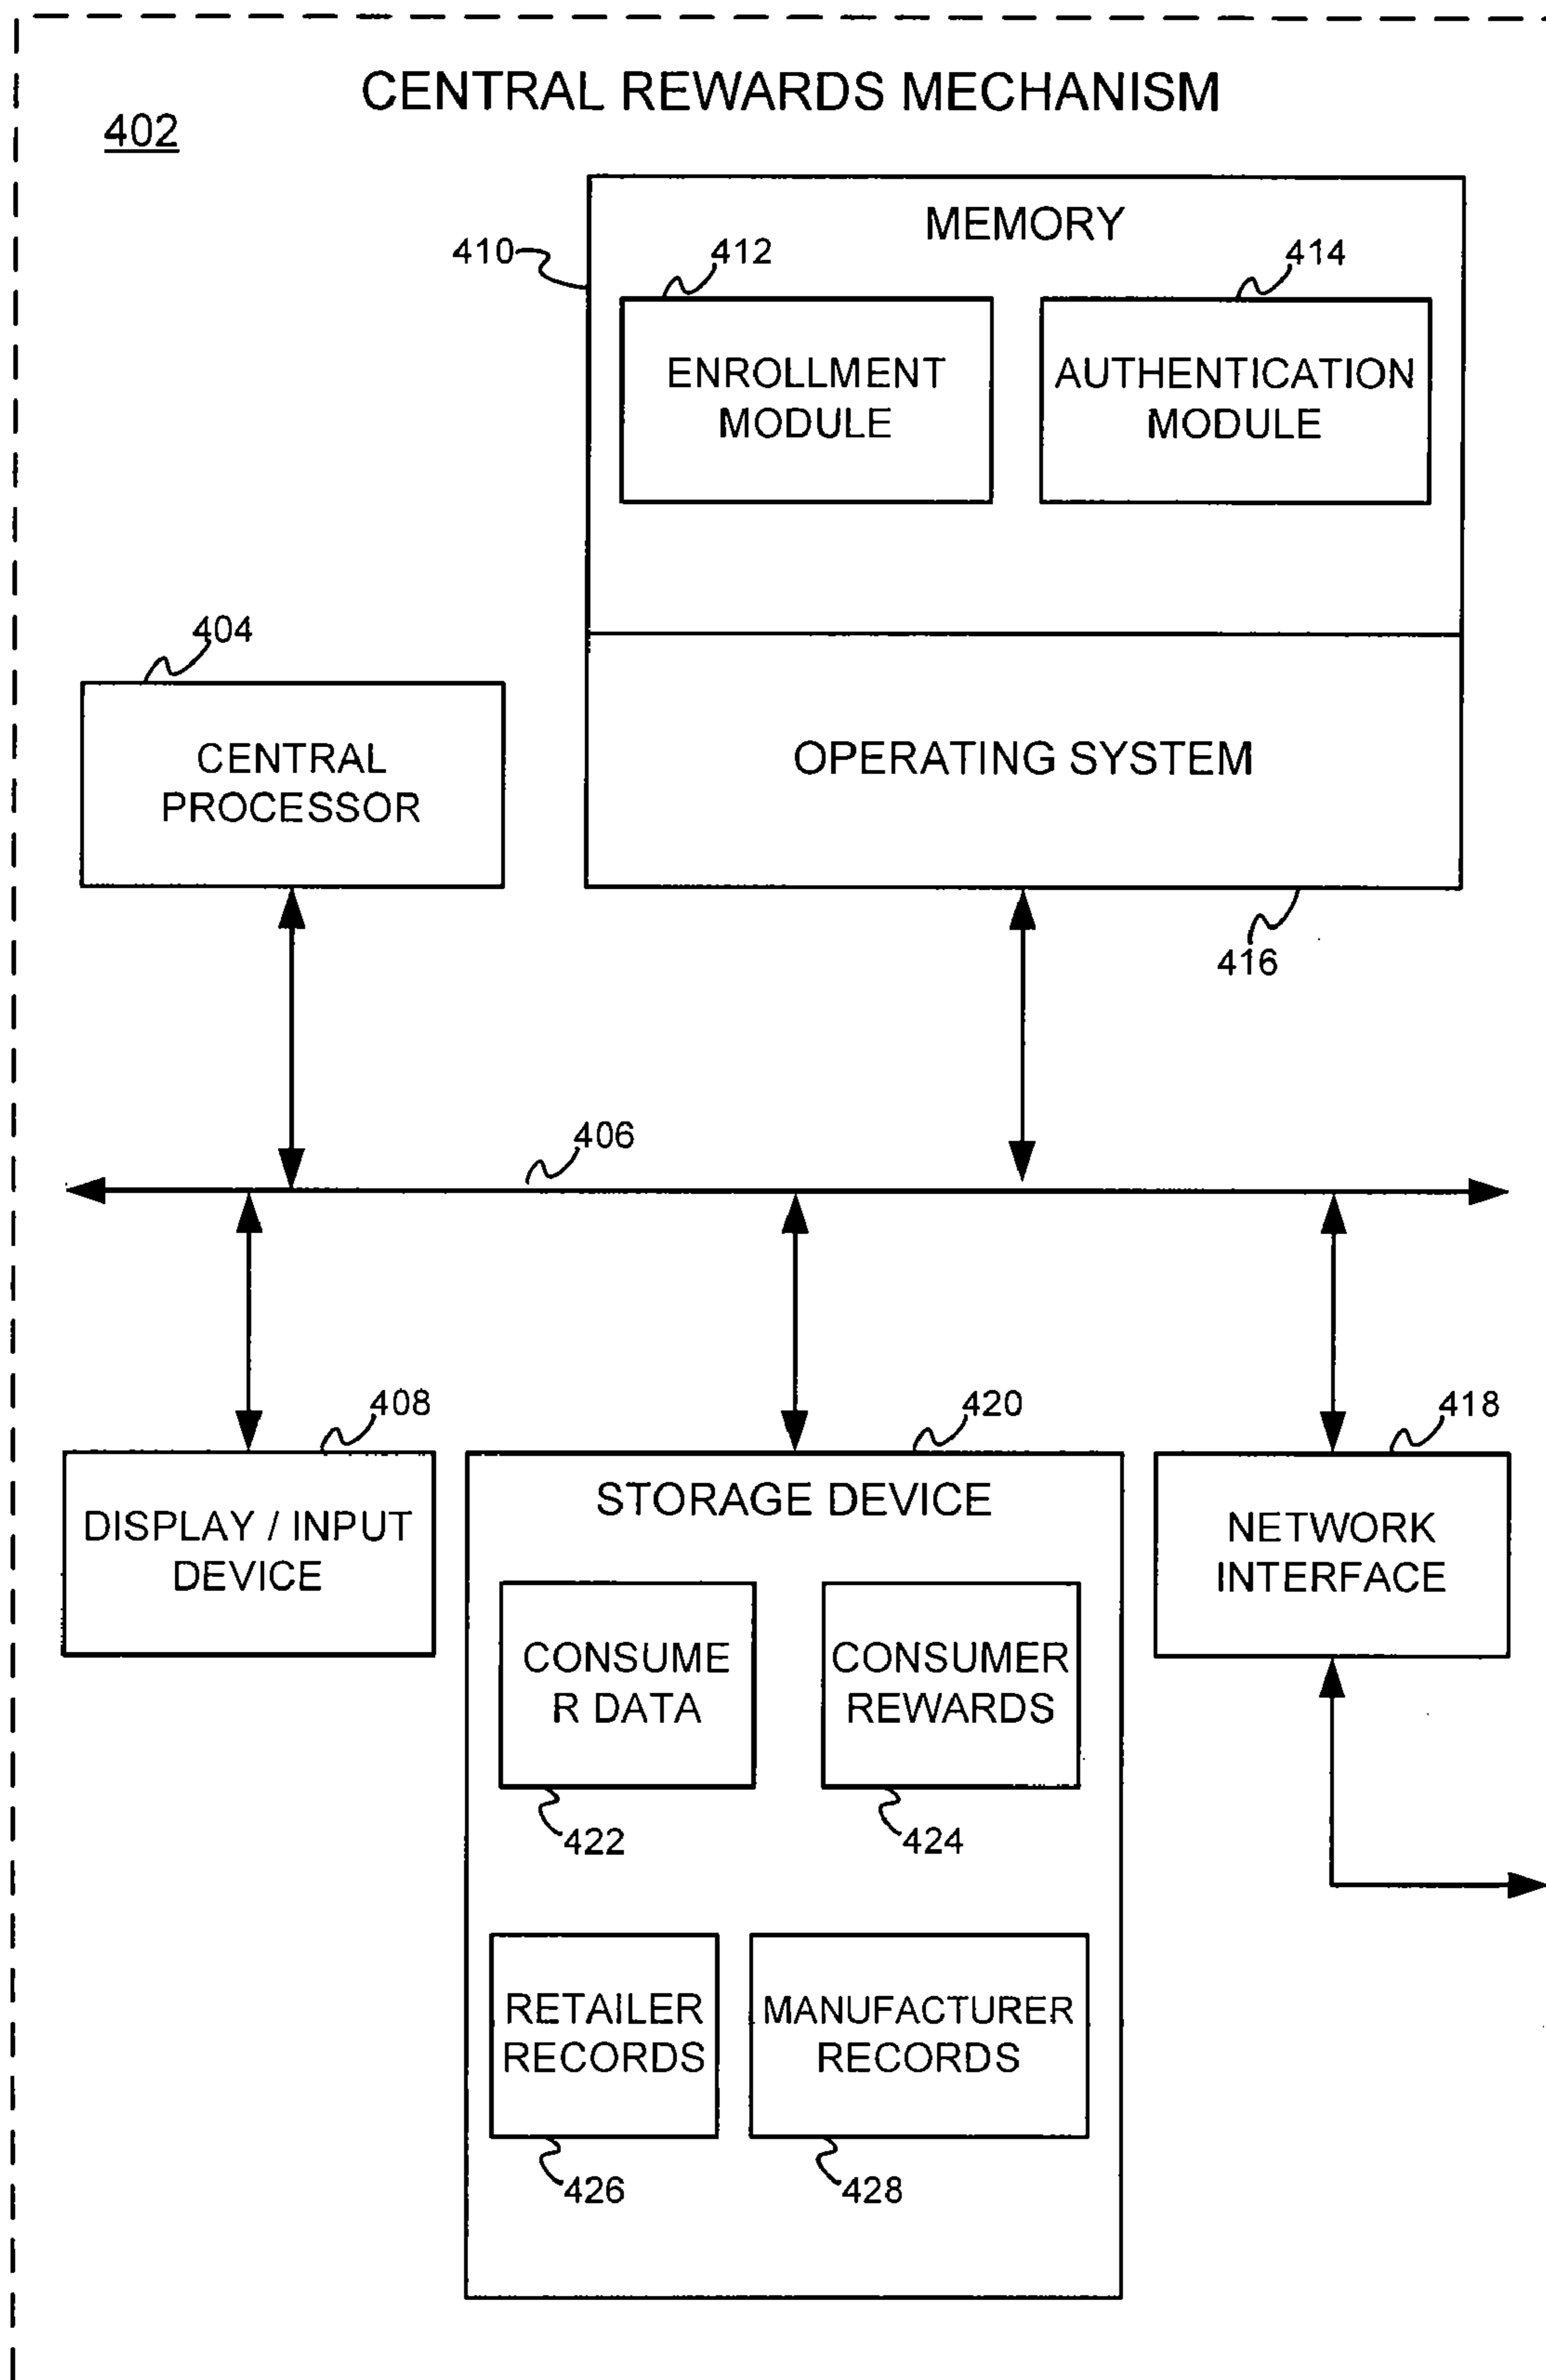 CENTRAL REWARDS MECHANISM
402
MEMORY
410
412
414
ENROLLMENT
MODULE
AUTHENTICATION
MODULE
404
CENTRAL
PROCESSOR
OPERATING SYSTEM
416
406
408
420
418
DISPLAY / INPUT
DEVICE
STORAGE DEVICE
NETWORK
INTERFACE
CONSUME
R DATA
CONSUMER
REWARDS
422
424
RETAILER
RECORDS
MANUFACTURER
RECORDS
426
428